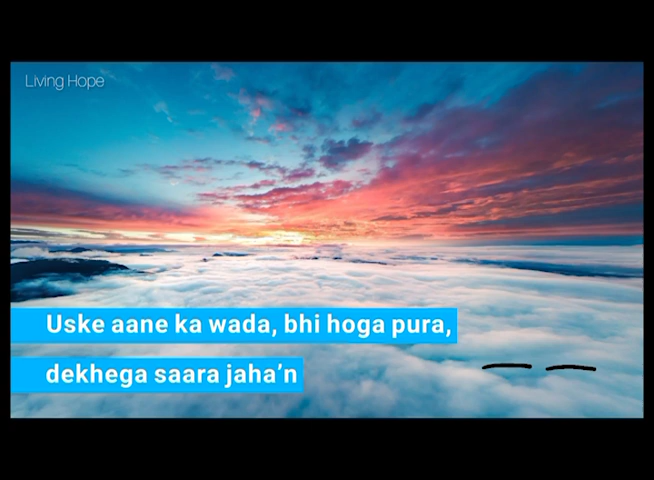 Living Hope
Uske aane ka wada, bhi hoga pura,
dekhega saara jaha’n